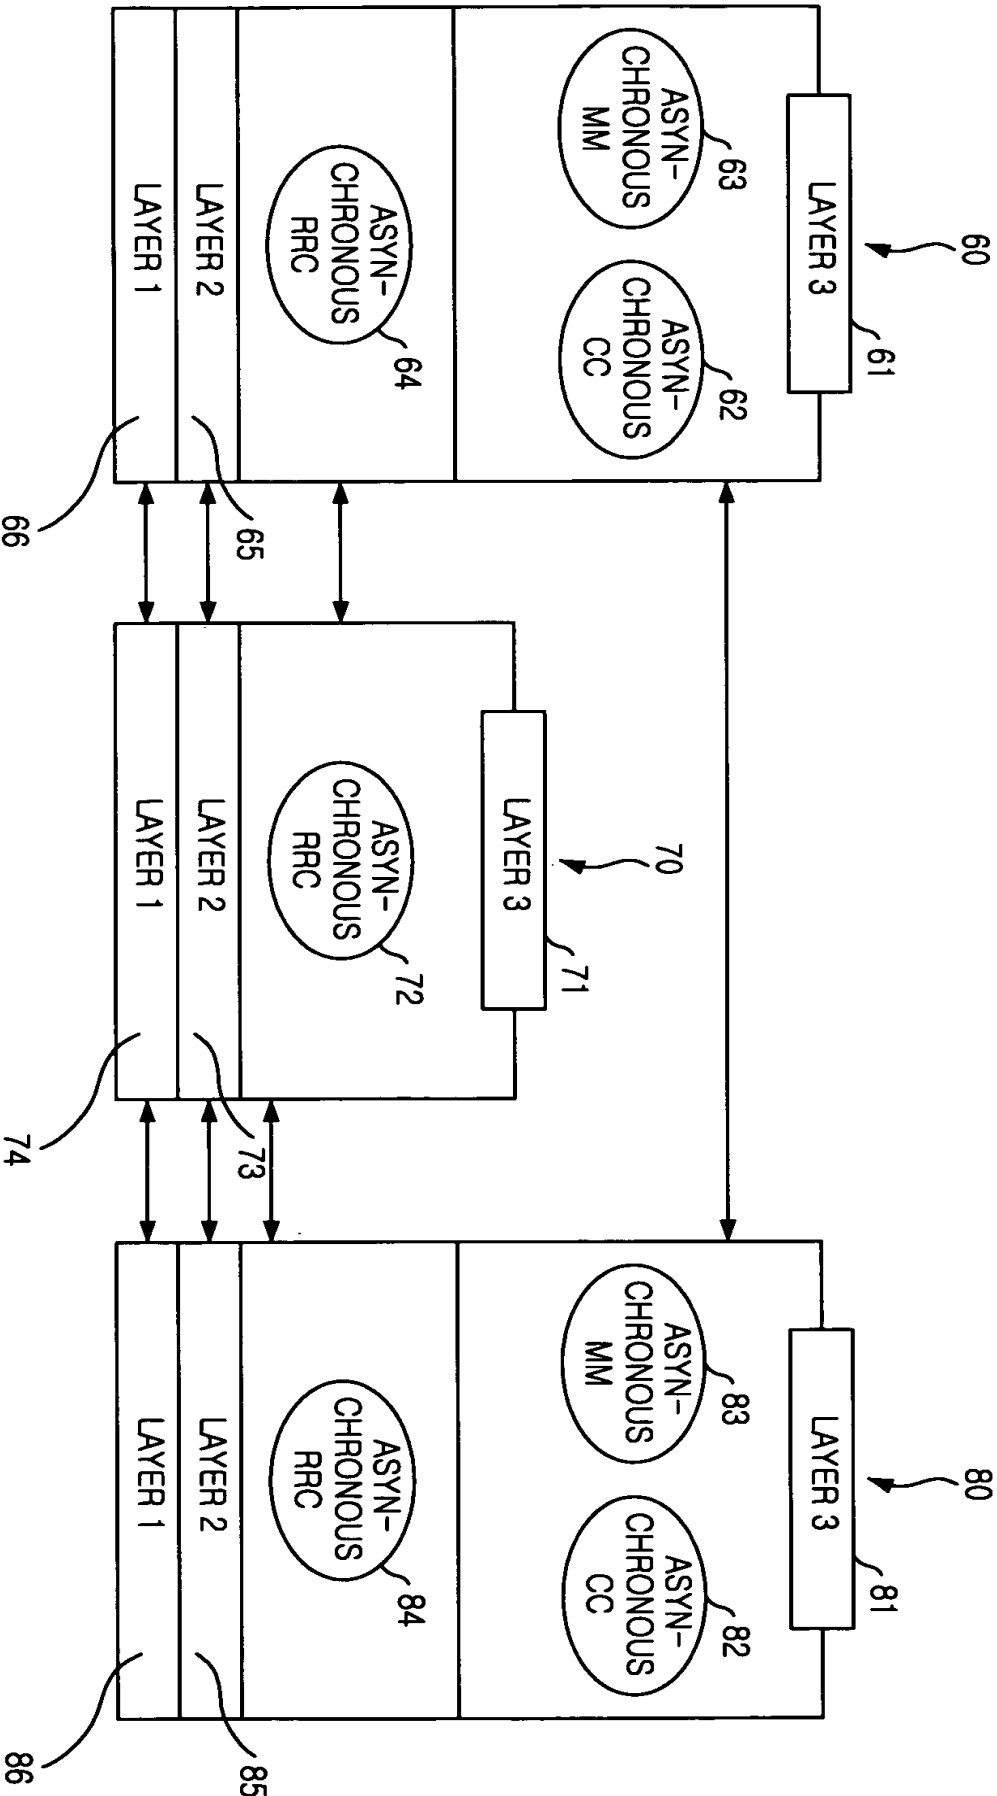 60
LAYER 3
61
ASYN-
CHRONOUS
MM
63
ASYN-
CHRONOUS
CC
62
ASYN-
CHRONOUS
RRC
64
LAYER 2
65
LAYER 1
66
70
LAYER 3
71
ASYN-
CHRONOUS
RRC
72
LAYER 2
73
LAYER 1
74
80
LAYER 3
81
ASYN-
CHRONOUS
MM
83
ASYN-
CHRONOUS
CC
82
ASYN-
CHRONOUS
RRC
84
LAYER 2
85
LAYER 1
86